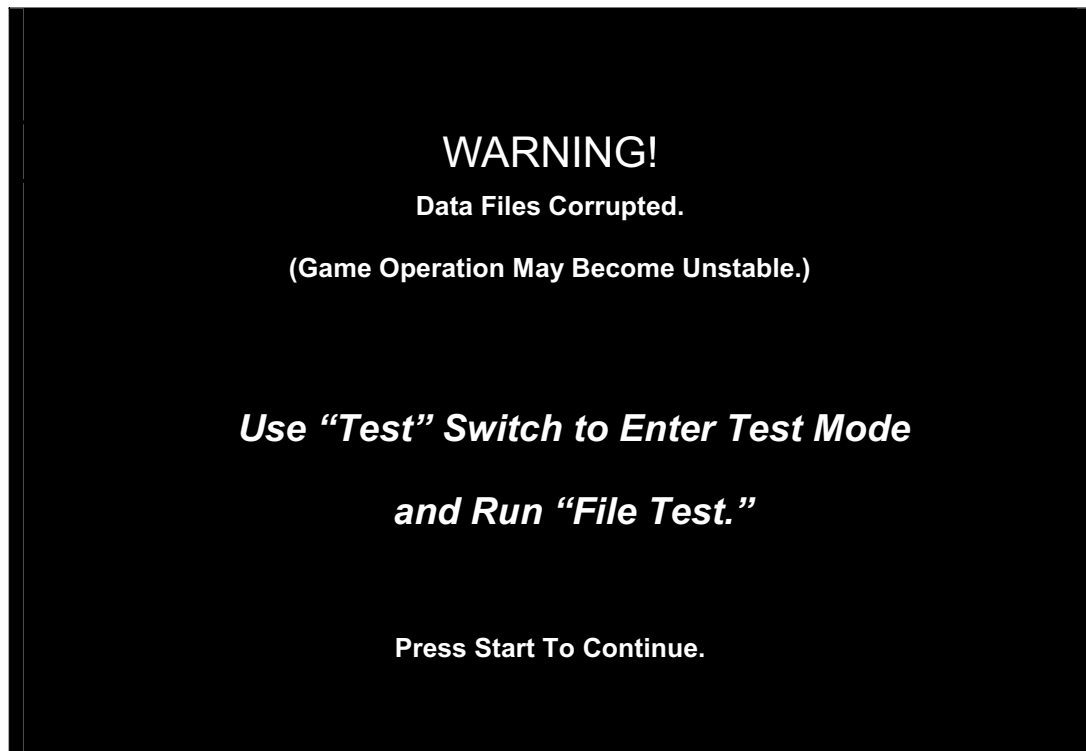 WARNING!
Data Files Corrupted.
(Game Operation May Become Unstable.)
Use “Test” Switch to Enter Test Mode
and Run “File Test.”
Press Start To Continue.